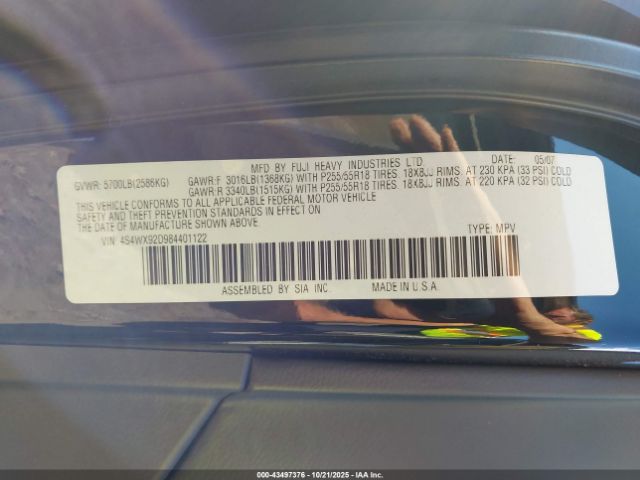 MFD BY FUJI HEAVY INDUSTRIES LTD. 05/07
GVWR: 5700LB(2586KG) GAWR:F 3016LB(1368KG) WITH P255/55R18 TIRES 18X8JJ RIMS. AT 230 KPA (33 PSI) COLD
GAWR:R 3340LB(1515KG) WITH P255/55R18 TIRES 18X8JJ RIMS. AT 220 KPA (32 PSI) COLD
THIS VEHICLE CONFORMS TO ALL APPLICABLE FEDERAL MOTOR VEHICLE
SAFETY AND THEFT PREVENTION STANDARDS IN EFFECT ON
THE DATE OF MANUFACTURE SHOWN ABOVE.
VIN 4S4WX92D984401122 TYPE: MPV
ASSEMBLED BY SIA INC. MADE IN U.S.A.
© 000-43497376 | 10/21/2025 | Copart © IAA, Inc.